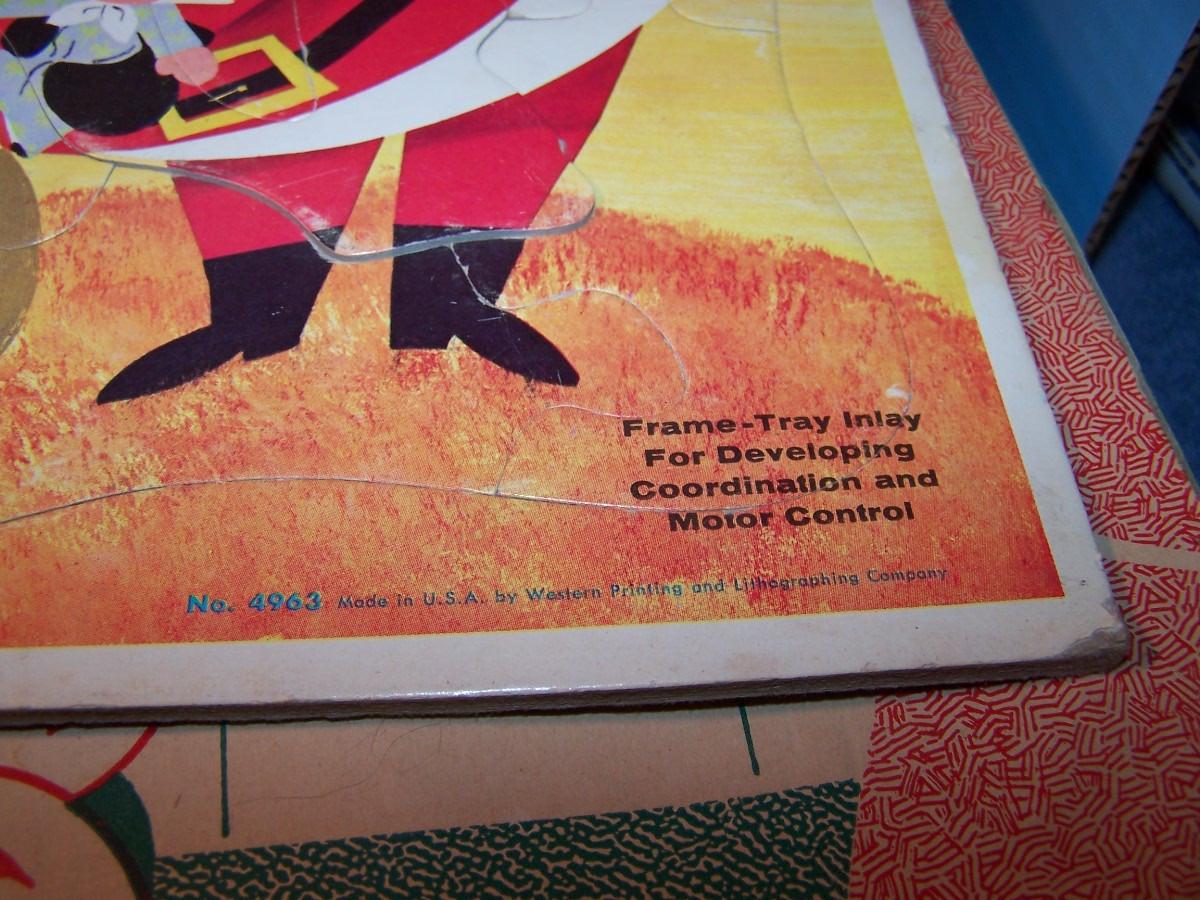 Frame-Tray Inlay
For Developing
Coordination and
Motor Control
No. 4963 Made in U.S.A. by Western Printing and Lithographing Company